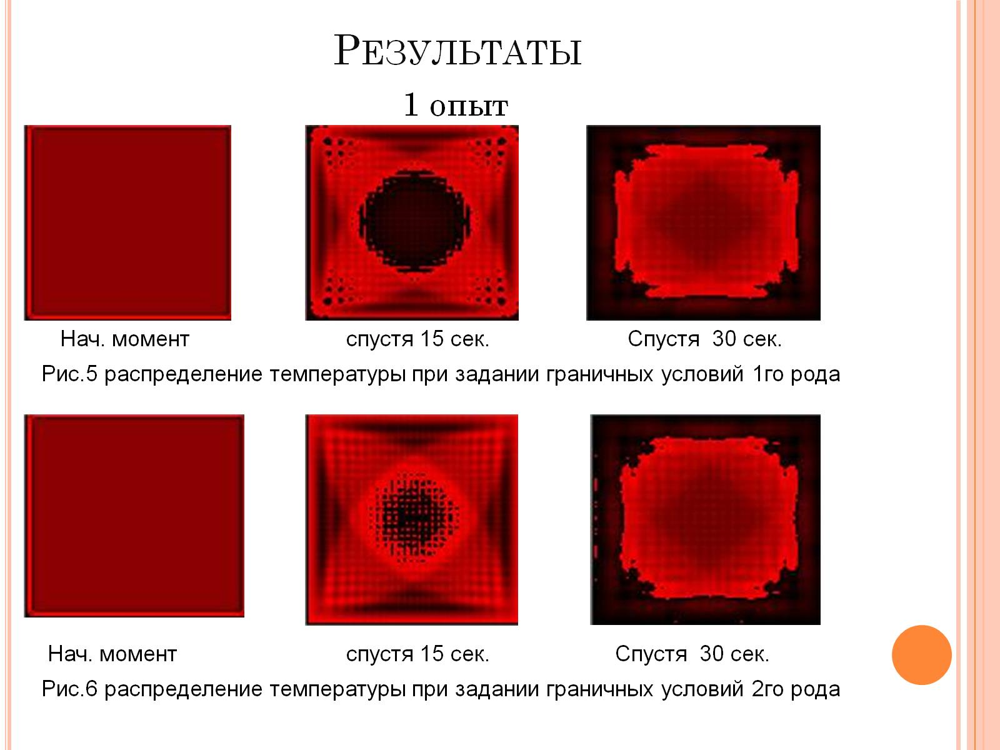 Результаты
1 опыт
Нач. момент спустя 15 сек. Спустя 30 сек.
Рис.5 распределение температуры при задании граничных условий 1го рода
Нач. момент спустя 15 сек. Спустя 30 сек.
Рис.6 распределение температуры при задании граничных условий 2го рода